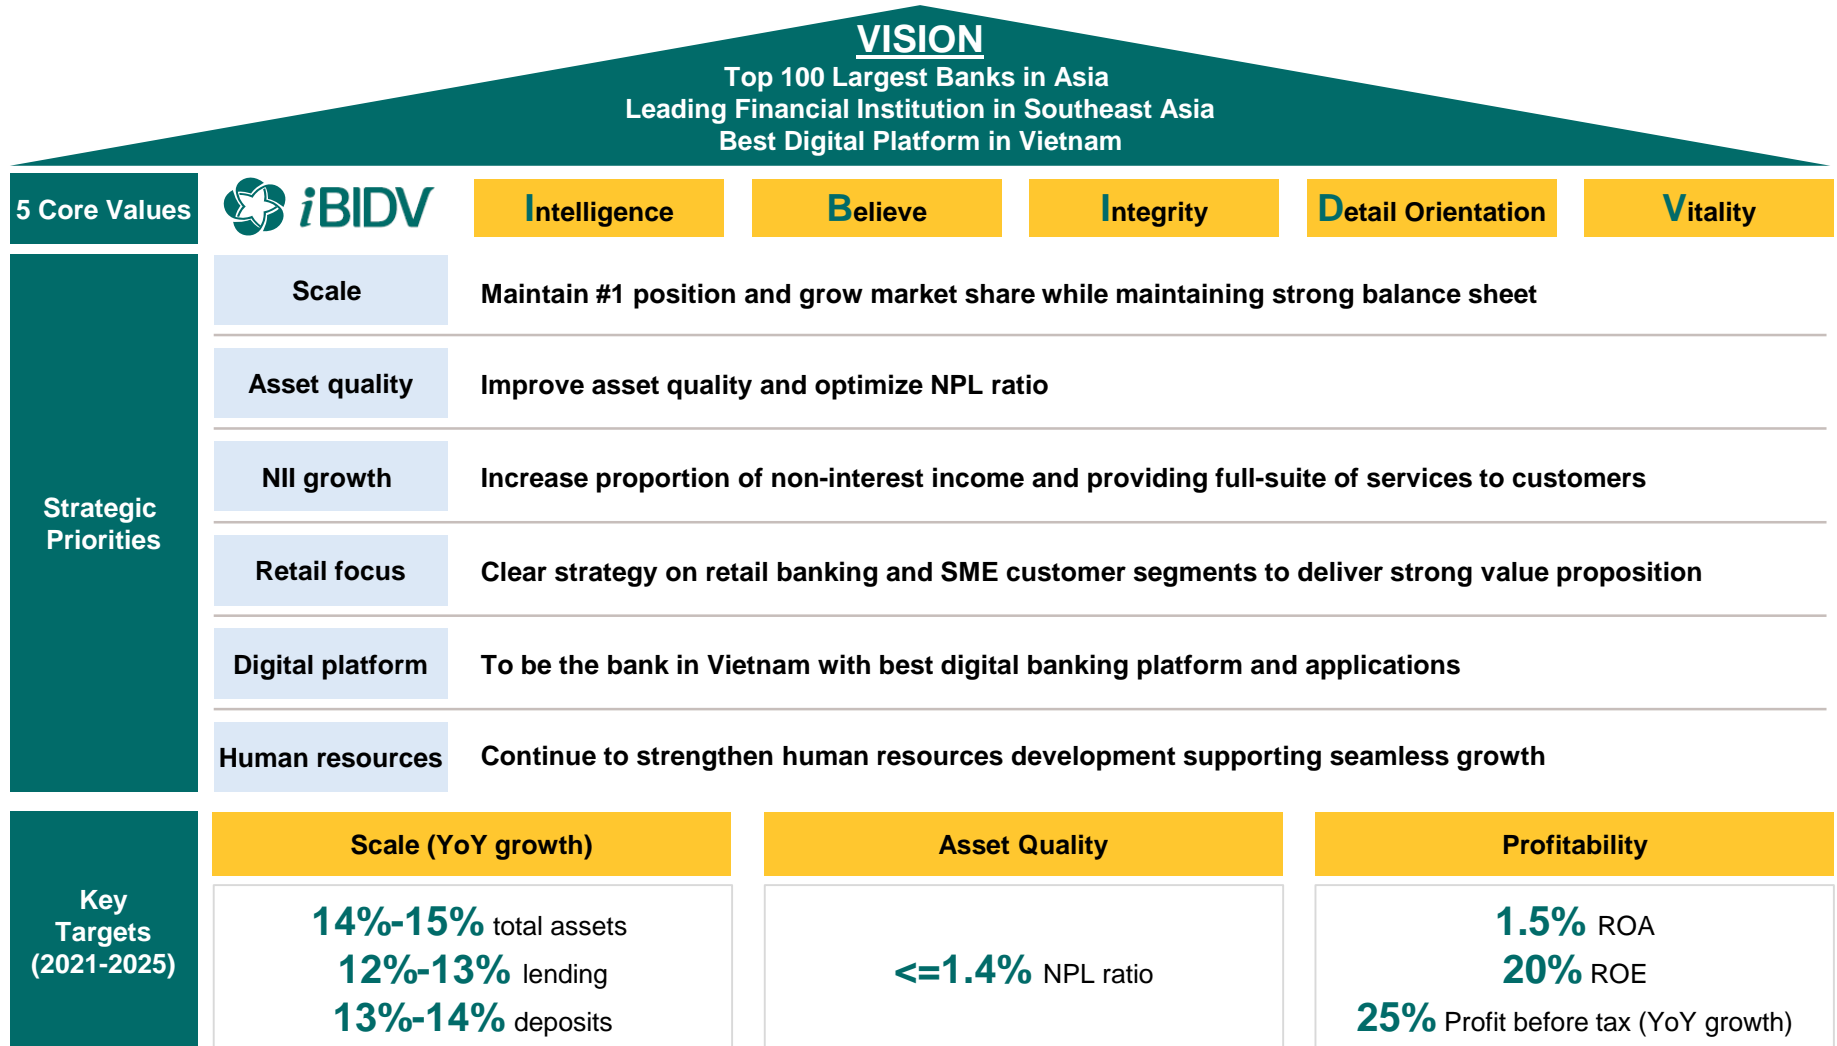 VISION
Top 100 Largest Banks in Asia
Leading Financial Institution in Southeast Asia
Best Digital Platform in Vietnam
5 Core Values
iBIDV
Intelligence
Believe
Integrity
Detail Orientation
Vitality
Strategic
Priorities
Scale
Maintain #1 position and grow market share while maintaining strong balance sheet
Asset quality
Improve asset quality and optimize NPL ratio
NII growth
Increase proportion of non-interest income and providing full-suite of services to customers
Retail focus
Clear strategy on retail banking and SME customer segments to deliver strong value proposition
Digital platform
To be the bank in Vietnam with best digital banking platform and applications
Human resources
Continue to strengthen human resources development supporting seamless growth
Key
Targets
(2021-2025)
Scale (YoY growth)
14%-15% total assets
12%-13% lending
13%-14% deposits
Asset Quality
<=1.4% NPL ratio
Profitability
1.5% ROA
20% ROE
25% Profit before tax (YoY growth)